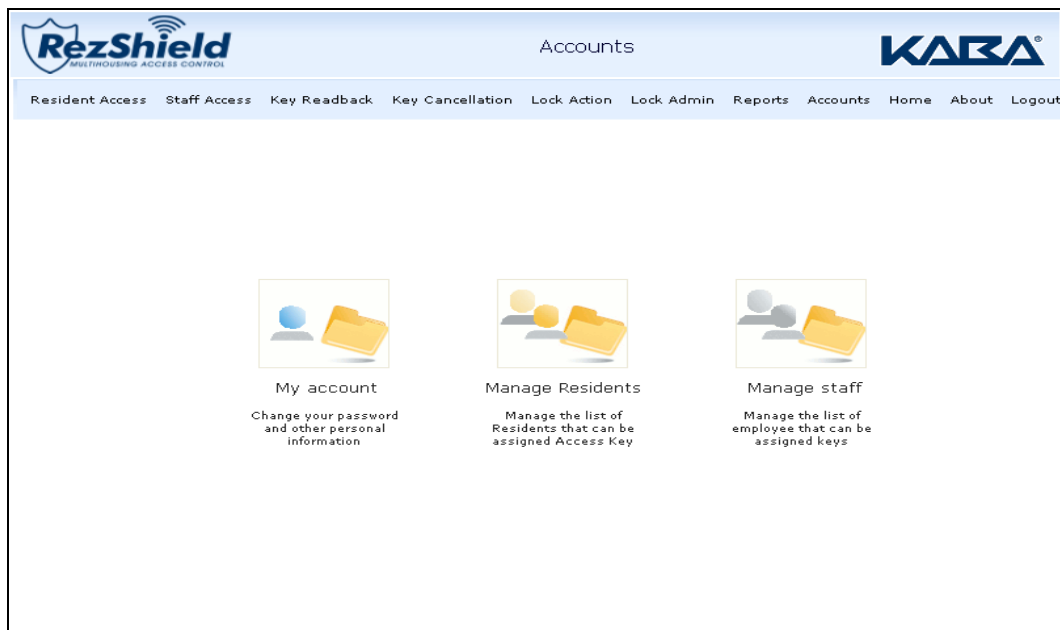 RezShield
MULTIHOUSING ACCESS CONTROL
Accounts
KABA®
Resident Access Staff Access Key Readback Key Cancellation Lock Action Lock Admin Reports Accounts Home About Logout
My account
Change your password
and other personal
information
Manage Residents
Manage the list of
Residents that can be
assigned Access Key
Manage staff
Manage the list of
employee that can be
assigned keys